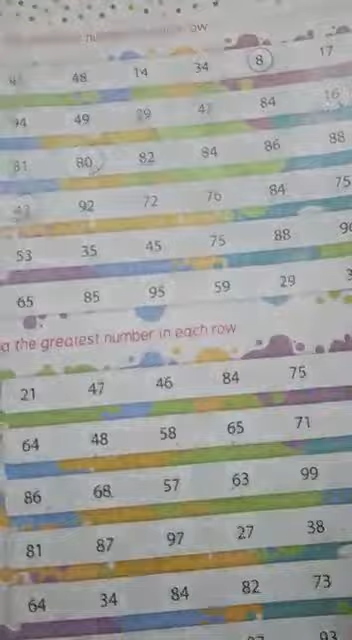 row
48 14 34 8 17
49 84 16
81 80 82 84 86 88
92 72 76 84 75
53 35 45 75 88
65 85 95 59 29
the greatest number in each row
21 47 46 84 75
64 48 58 65 71
86 68 57 63 99
81 87 97 27 38
64 34 84 82 73
93